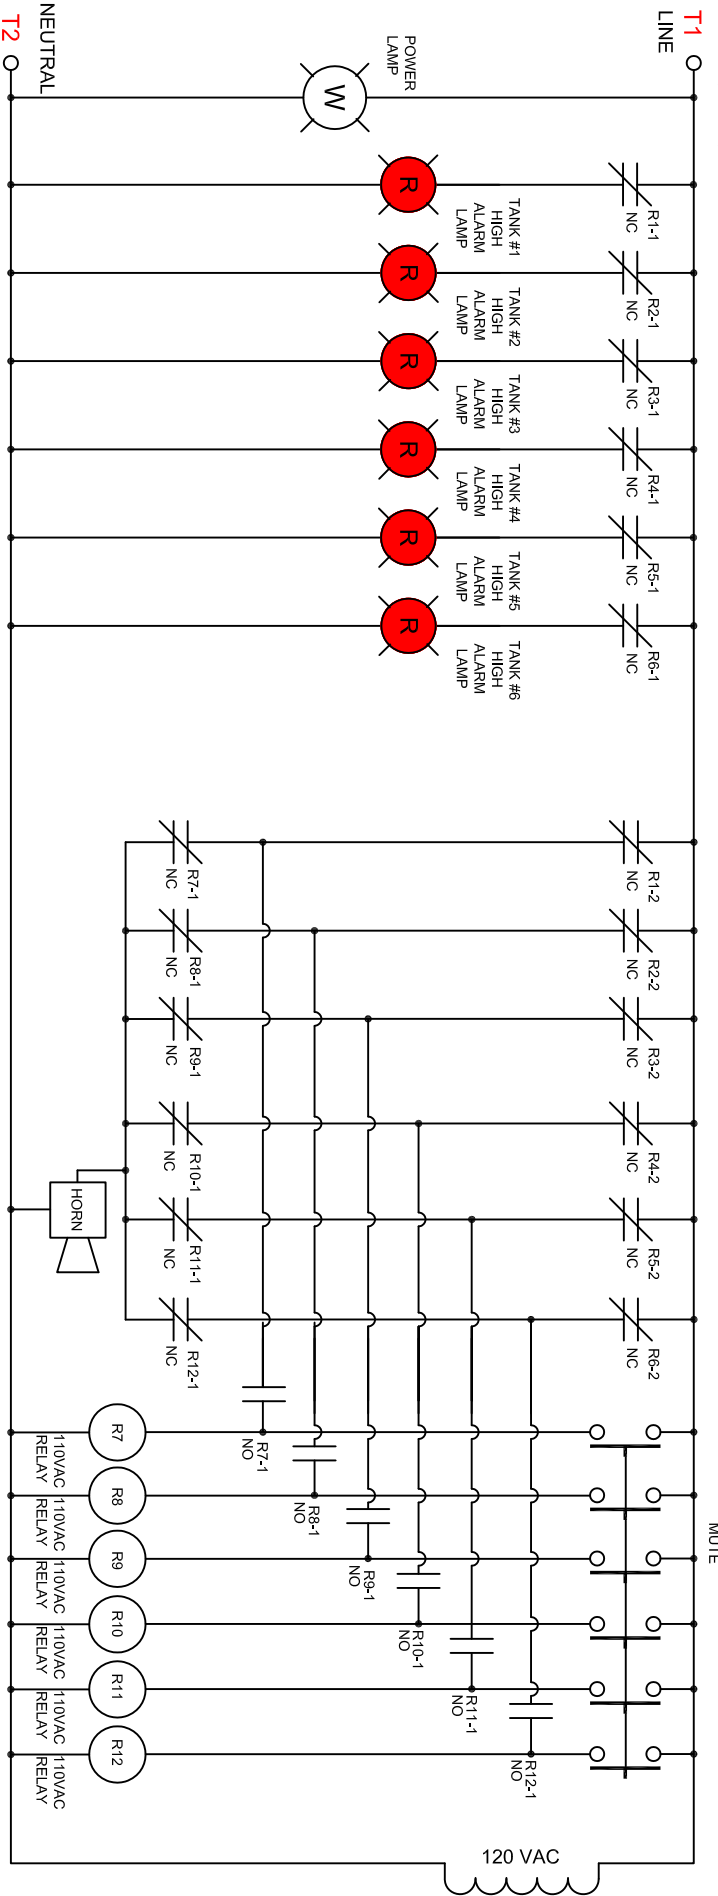 T1
LINE
NEUTRAL
T2
POWER
LAMP
W
R1-1
NC
R2-1
NC
R3-1
NC
R4-1
NC
R5-1
NC
R6-1
NC
TANK #1
HIGH
ALARM
LAMP
R
TANK #2
HIGH
ALARM
LAMP
R
TANK #3
HIGH
ALARM
LAMP
R
TANK #4
HIGH
ALARM
LAMP
R
TANK #5
HIGH
ALARM
LAMP
R
TANK #6
HIGH
ALARM
LAMP
R
R1-2
NC
R2-2
NC
R3-2
NC
R4-2
NC
R5-2
NC
R6-2
NC
R7-1
NC
R8-1
NC
R9-1
NC
R10-1
NC
R11-1
NC
R12-1
NC
HORN
MUTE
R7-1
NO
R8-1
NO
R9-1
NO
R10-1
NO
R11-1
NO
R12-1
NO
R7
110VAC
RELAY
R8
110VAC
RELAY
R9
110VAC
RELAY
R10
110VAC
RELAY
R11
110VAC
RELAY
R12
110VAC
RELAY
120 VAC